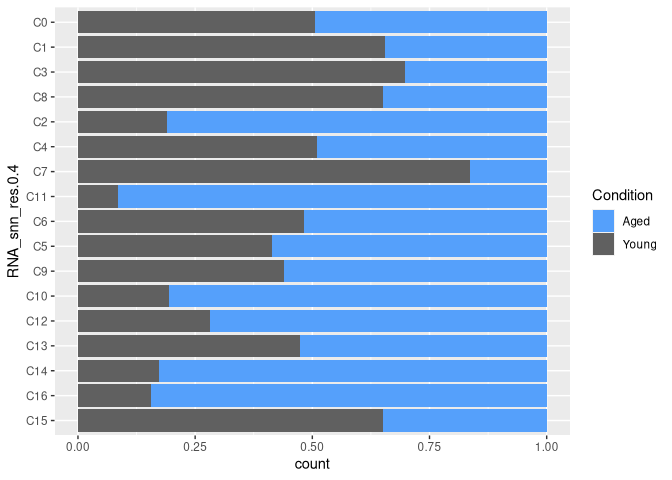 C0
C1
C3
C8
C2
C4
C7
C11
C6
C5
C9
C10
C12
C13
C14
C16
C15
RNA_snn_res.0.4
0.00 0.25 0.50 0.75 1.00
count
Condition
Aged
Young